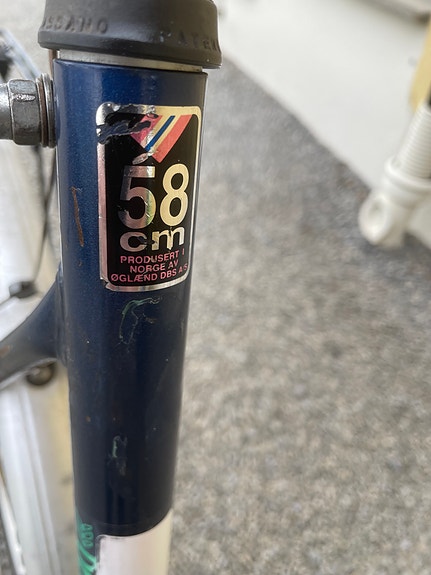 58
cm
PRODUSERT I
NORGE AV
ØGLÆND DBS A/S